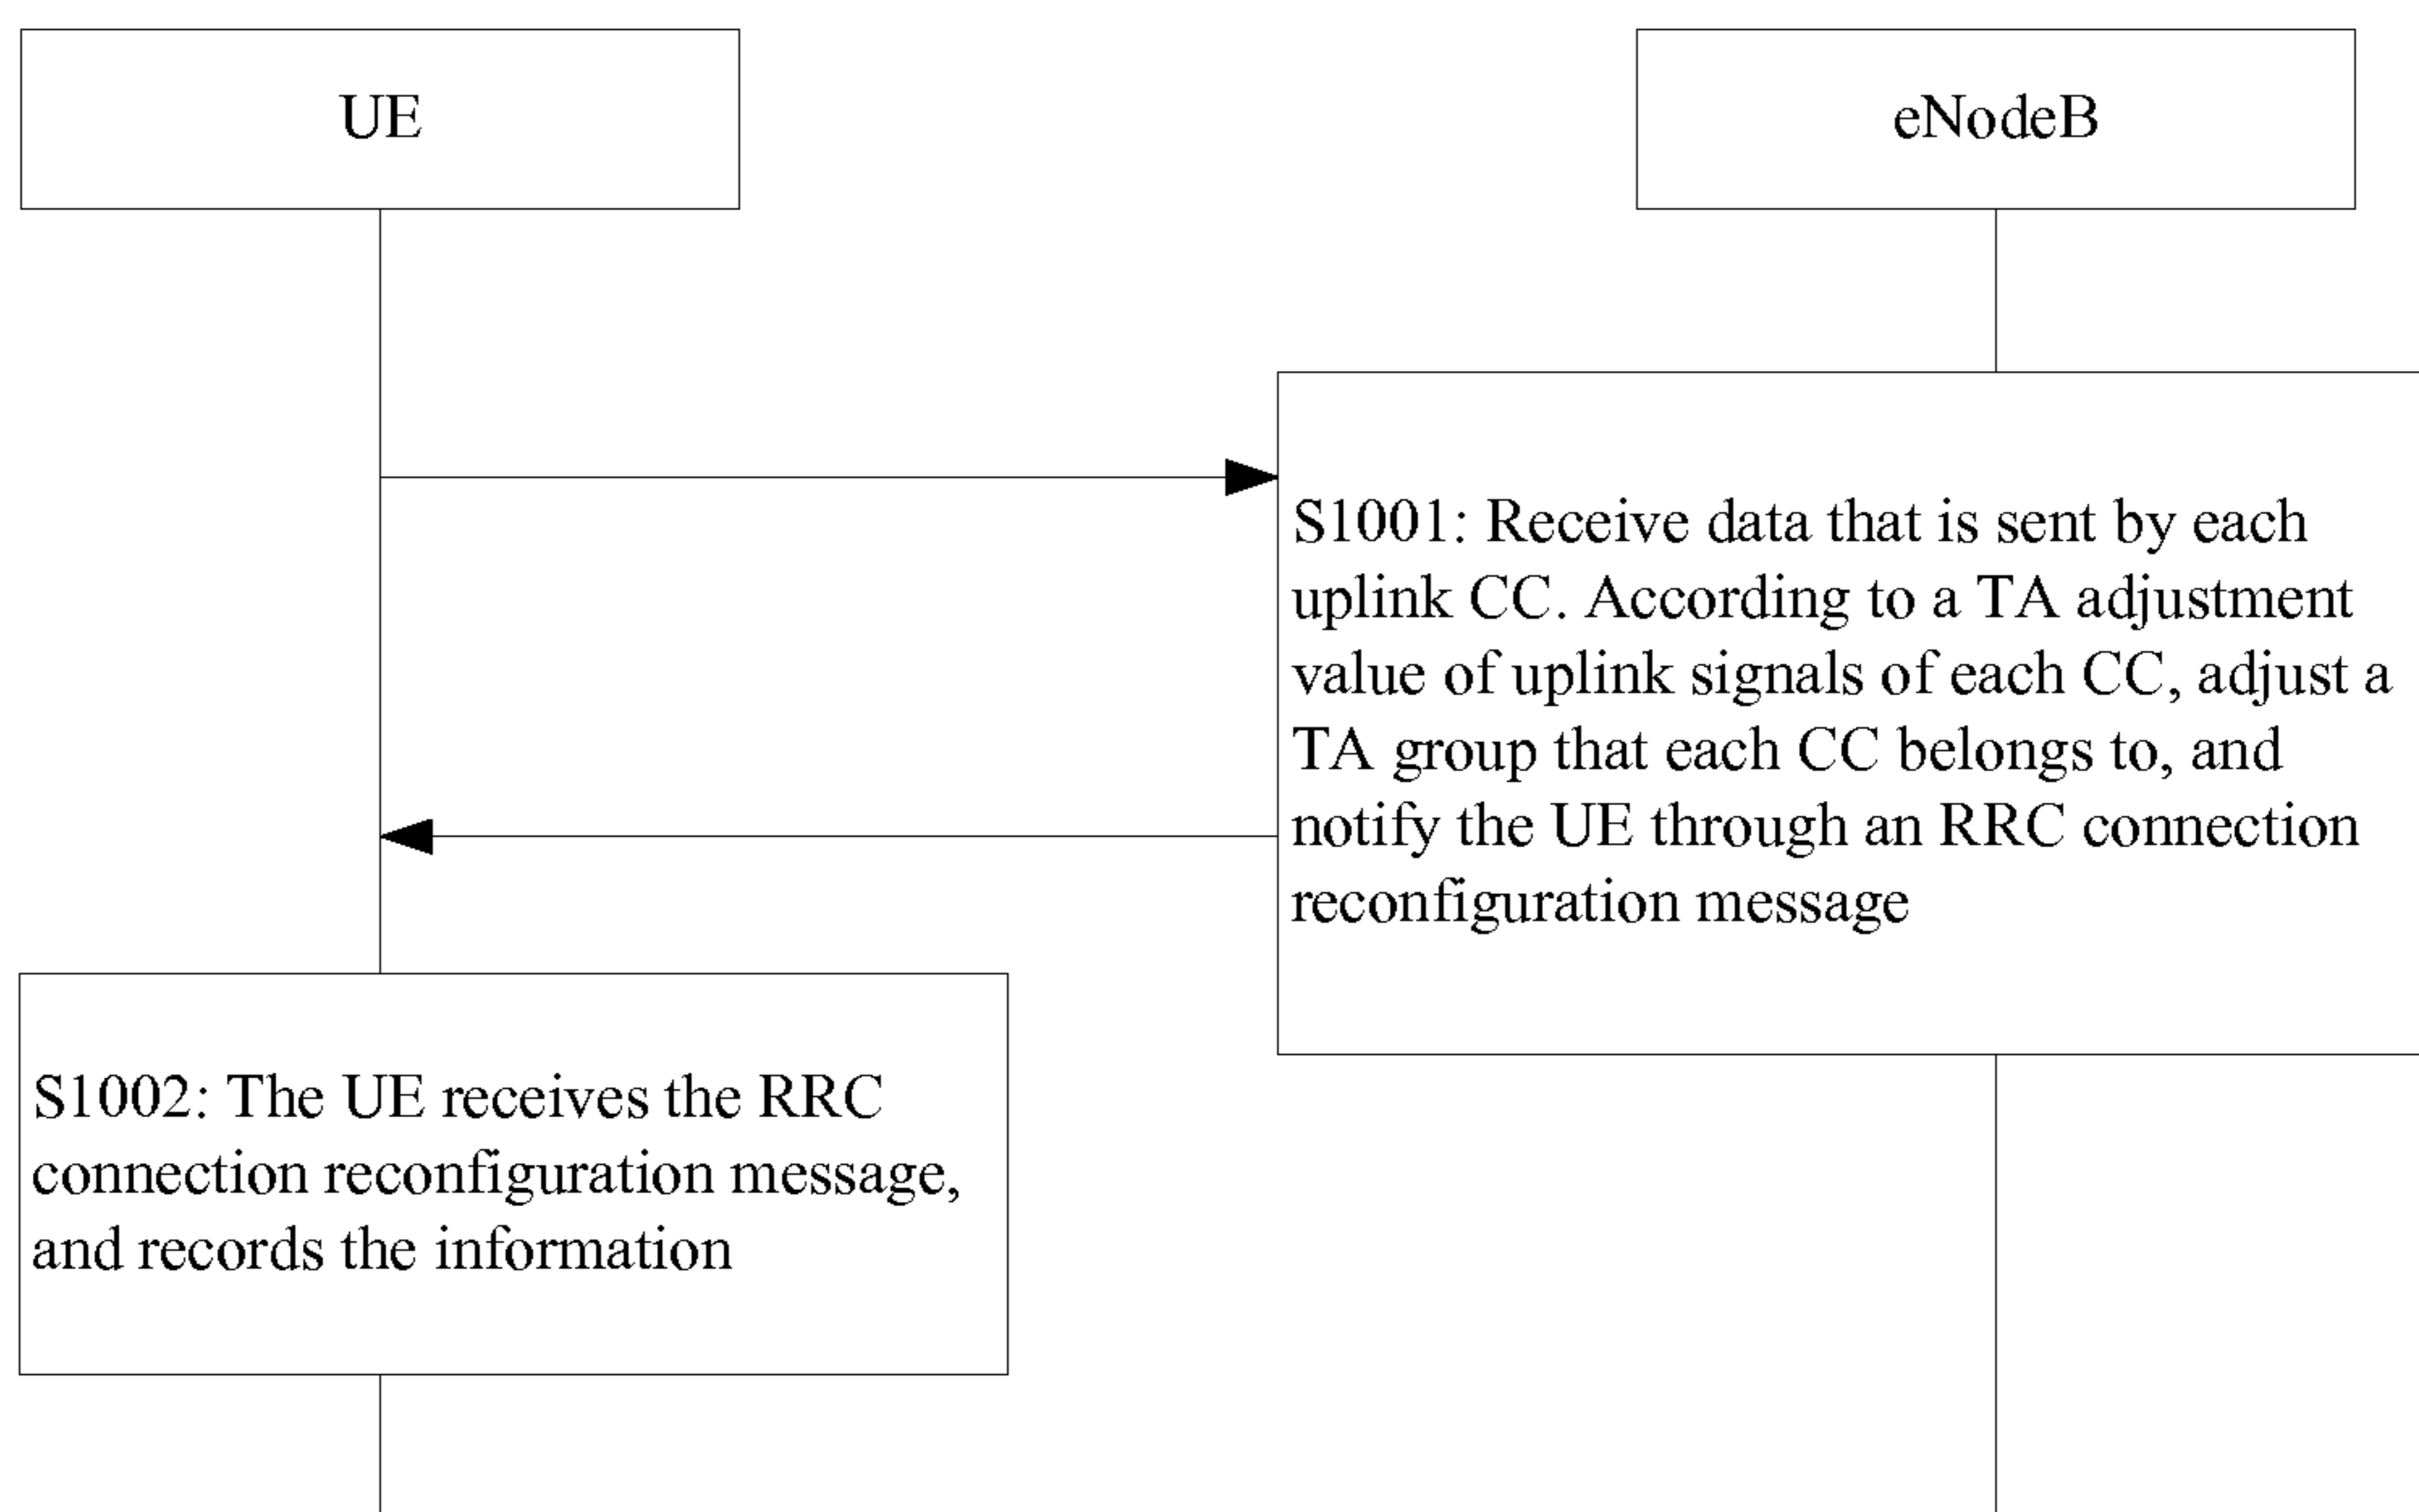 UE
eNodeB
S1001: Receive data that is sent by each
uplink CC. According to a TA adjustment
value of uplink signals of each CC, adjust a
TA group that each CC belongs to, and
notify the UE through an RRC connection
reconfiguration message
S1002: The UE receives the RRC
connection reconfiguration message,
and records the information